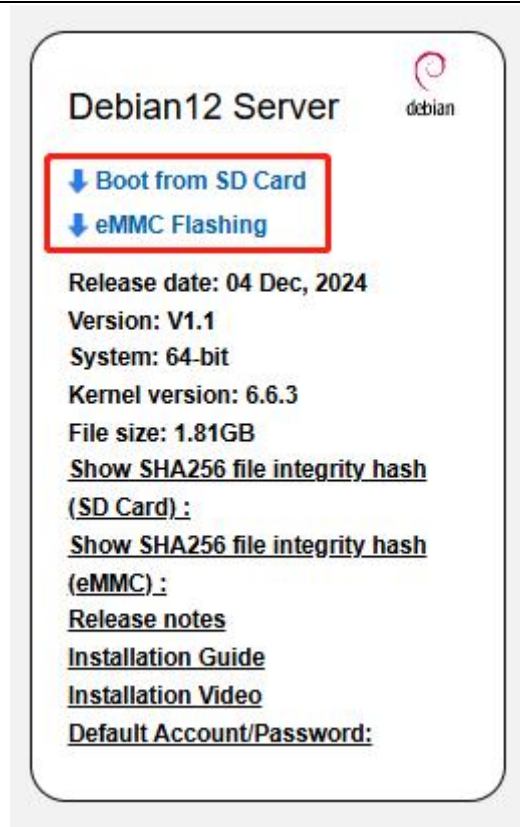 debian
Debian12 Server
Boot from SD Card
eMMC Flashing
Release date: 04 Dec, 2024
Version: V1.1
System: 64-bit
Kernel version: 6.6.3
File size: 1.81GB
Show SHA256 file integrity hash
(SD Card) :
Show SHA256 file integrity hash
(eMMC) :
Release notes
Installation Guide
Installation Video
Default Account/Password: